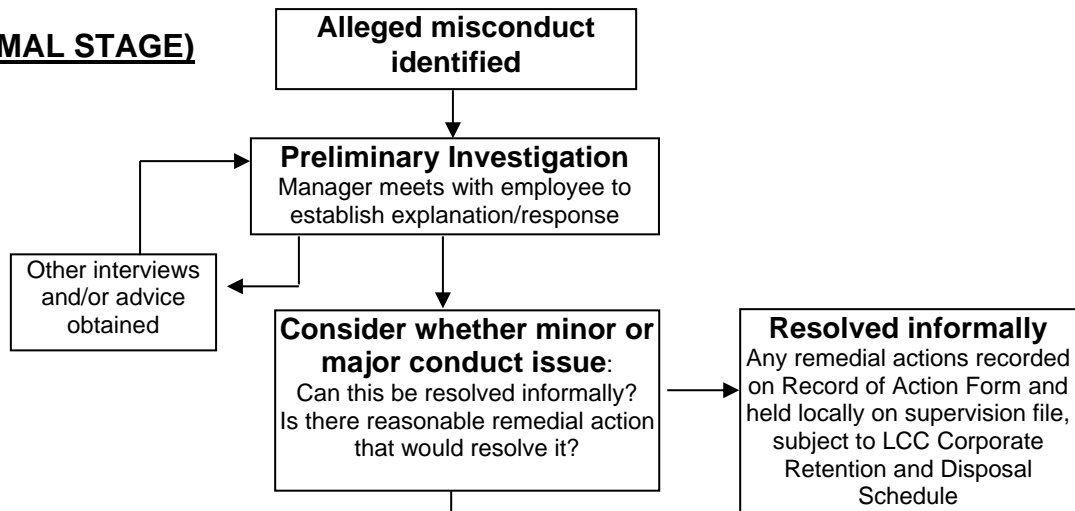 MAL STAGE)
Alleged misconduct
identified
Preliminary Investigation
Manager meets with employee to
establish explanation/response
Other interviews
and/or advice
obtained
Consider whether minor or
major conduct issue:
Can this be resolved informally?
Is there reasonable remedial action
that would resolve it?
Resolved informally
Any remedial actions recorded
on Record of Action Form and
held locally on supervision file,
subject to LCC Corporate
Retention and Disposal
Schedule